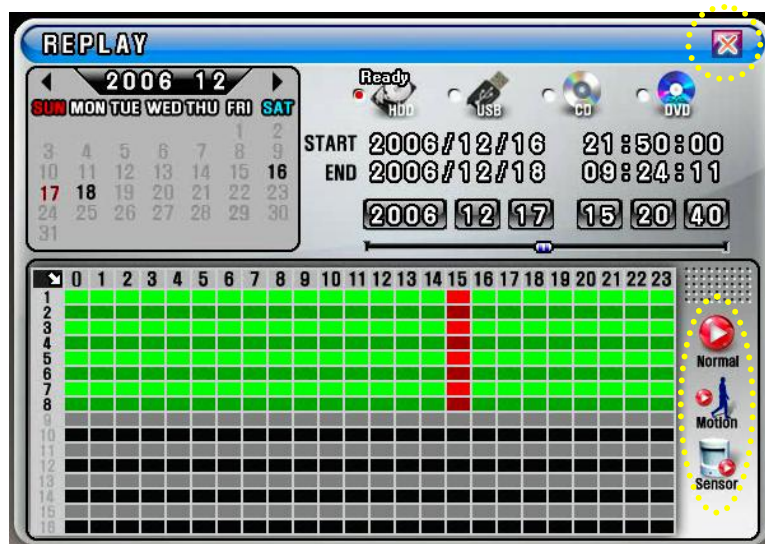 REPLAY
2006 12
SUN MON TUE WED THU FRI SAT
1 2
3 4 5 6 7 8 9
10 11 12 13 14 15 16
17 18 19 20 21 22 23
24 25 26 27 28 29 30
31
Ready
HDD USB CD DVD
START 2006/12/16 21:50:00
END 2006/12/18 09:24:11
2006 12 17 15 20 40
0 1 2 3 4 5 6 7 8 9 10 11 12 13 14 15 16 17 18 19 20 21 22 23
1
2
3
4
5
6
7
8
9
10
11
12
13
14
15
16
Normal
Motion
Sensor